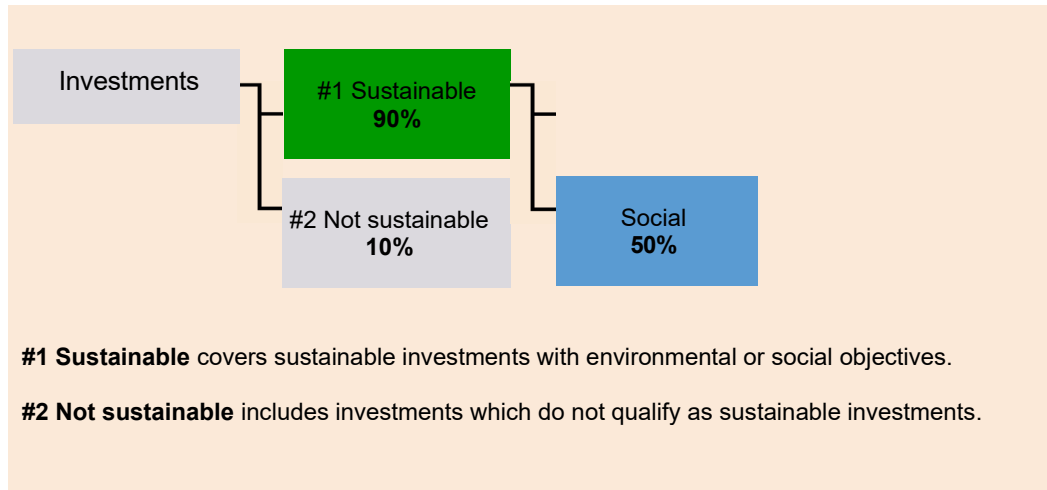 Investments
#1 Sustainable
90%
#2 Not sustainable
10%
Social
50%
#1 Sustainable covers sustainable investments with environmental or social objectives.
#2 Not sustainable includes investments which do not qualify as sustainable investments.